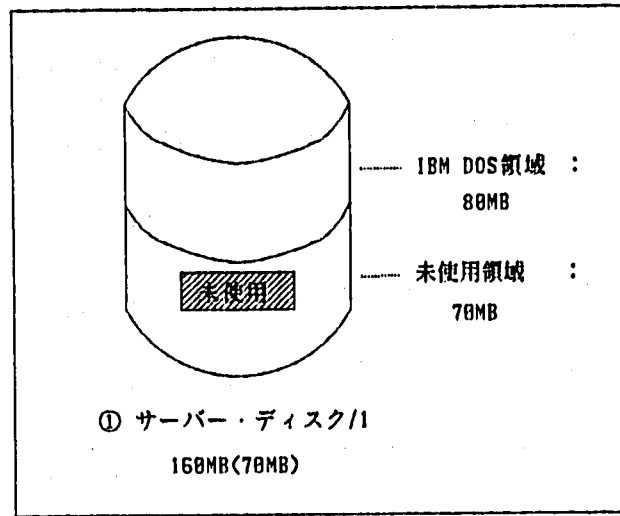 IBM DOS領域 :
80MB
未使用領域 :
70MB
未使用
① サーバー・ディスク/1
160MB(70MB)